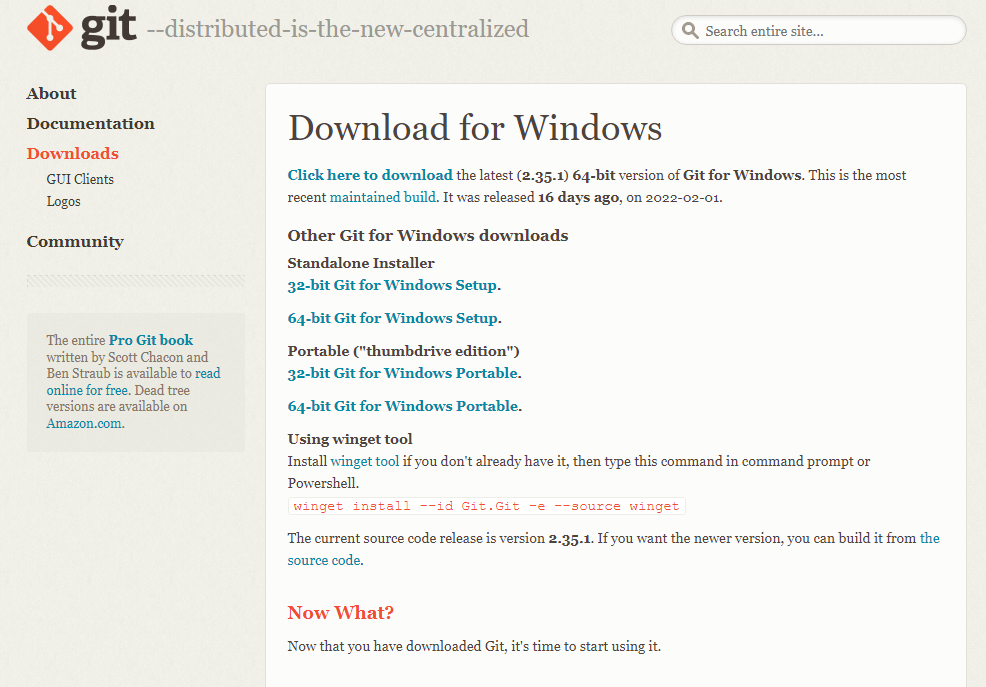 git --distributed-is-the-new-centralized
Search entire site...
About
Documentation
Downloads
GUI Clients
Logos
Community
The entire Pro Git book
written by Scott Chacon and
Ben Straub is available to read
online for free. Dead tree
versions are available on
Amazon.com.
Download for Windows
Click here to download the latest (2.35.1) 64-bit version of Git for Windows. This is the most
recent maintained build. It was released 16 days ago, on 2022-02-01.
Other Git for Windows downloads
Standalone Installer
32-bit Git for Windows Setup.
64-bit Git for Windows Setup.
Portable ("thumbdrive edition")
32-bit Git for Windows Portable.
64-bit Git for Windows Portable.
Using winget tool
Install winget tool if you don't already have it, then type this command in command prompt or
Powershell.
winget install --id Git.Git -e --source winget
The current source code release is version 2.35.1. If you want the newer version, you can build it from the
source code.
Now What?
Now that you have downloaded Git, it's time to start using it.